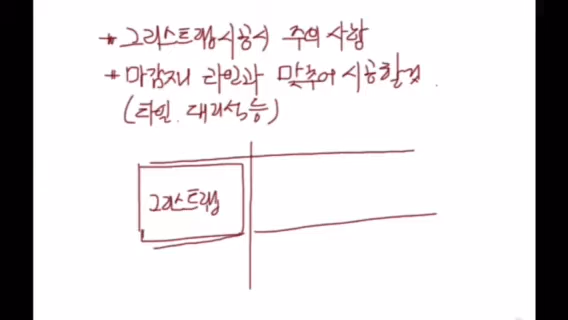 * 그리스트랩 시공시 주의 사항
* 마감재 라인과 맞추어 시공할것.
(타일. 대리석 등)
그리스트랩